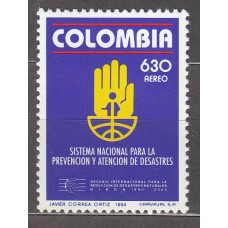 COLOMBIA
630
AEREO
SISTEMA NACIONAL PARA LA
PREVENCION Y ATENCION DE DESASTRES
DECENIO INTERNACIONAL PARA LA
REDUCCION DE DESASTRES NATURALES
JAVIER CORREA ORTIZ 1994 CARVAJAL S.A.